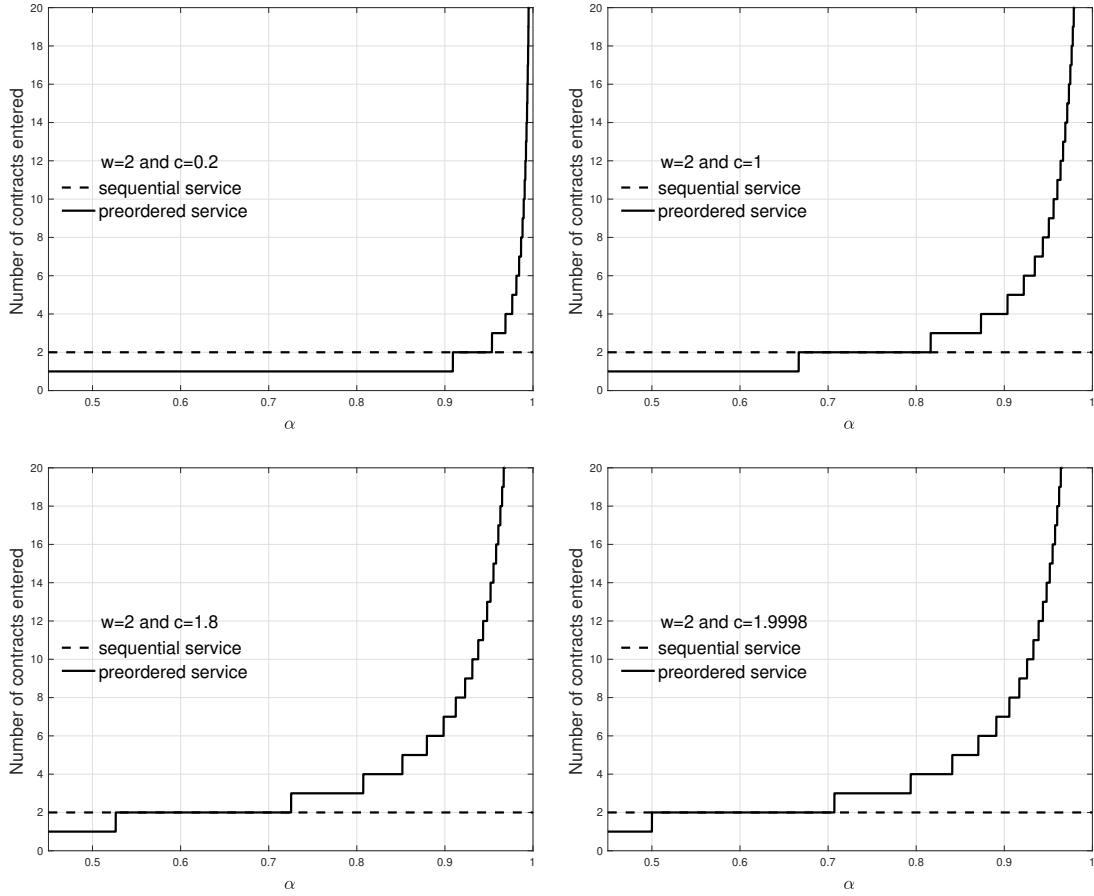 Number of contracts entered
20
18
16
14
12
10
8
6
4
2
0
w=2 and c=0.2
sequential service
preordered service
0.5 0.6 0.7 0.8 0.9 1
α
Number of contracts entered
20
18
16
14
12
10
8
6
4
2
0
w=2 and c=1
sequential service
preordered service
0.5 0.6 0.7 0.8 0.9 1
α
Number of contracts entered
20
18
16
14
12
10
8
6
4
2
0
w=2 and c=1.8
sequential service
preordered service
0.5 0.6 0.7 0.8 0.9 1
α
Number of contracts entered
20
18
16
14
12
10
8
6
4
2
0
w=2 and c=1.9998
sequential service
preordered service
0.5 0.6 0.7 0.8 0.9 1
α